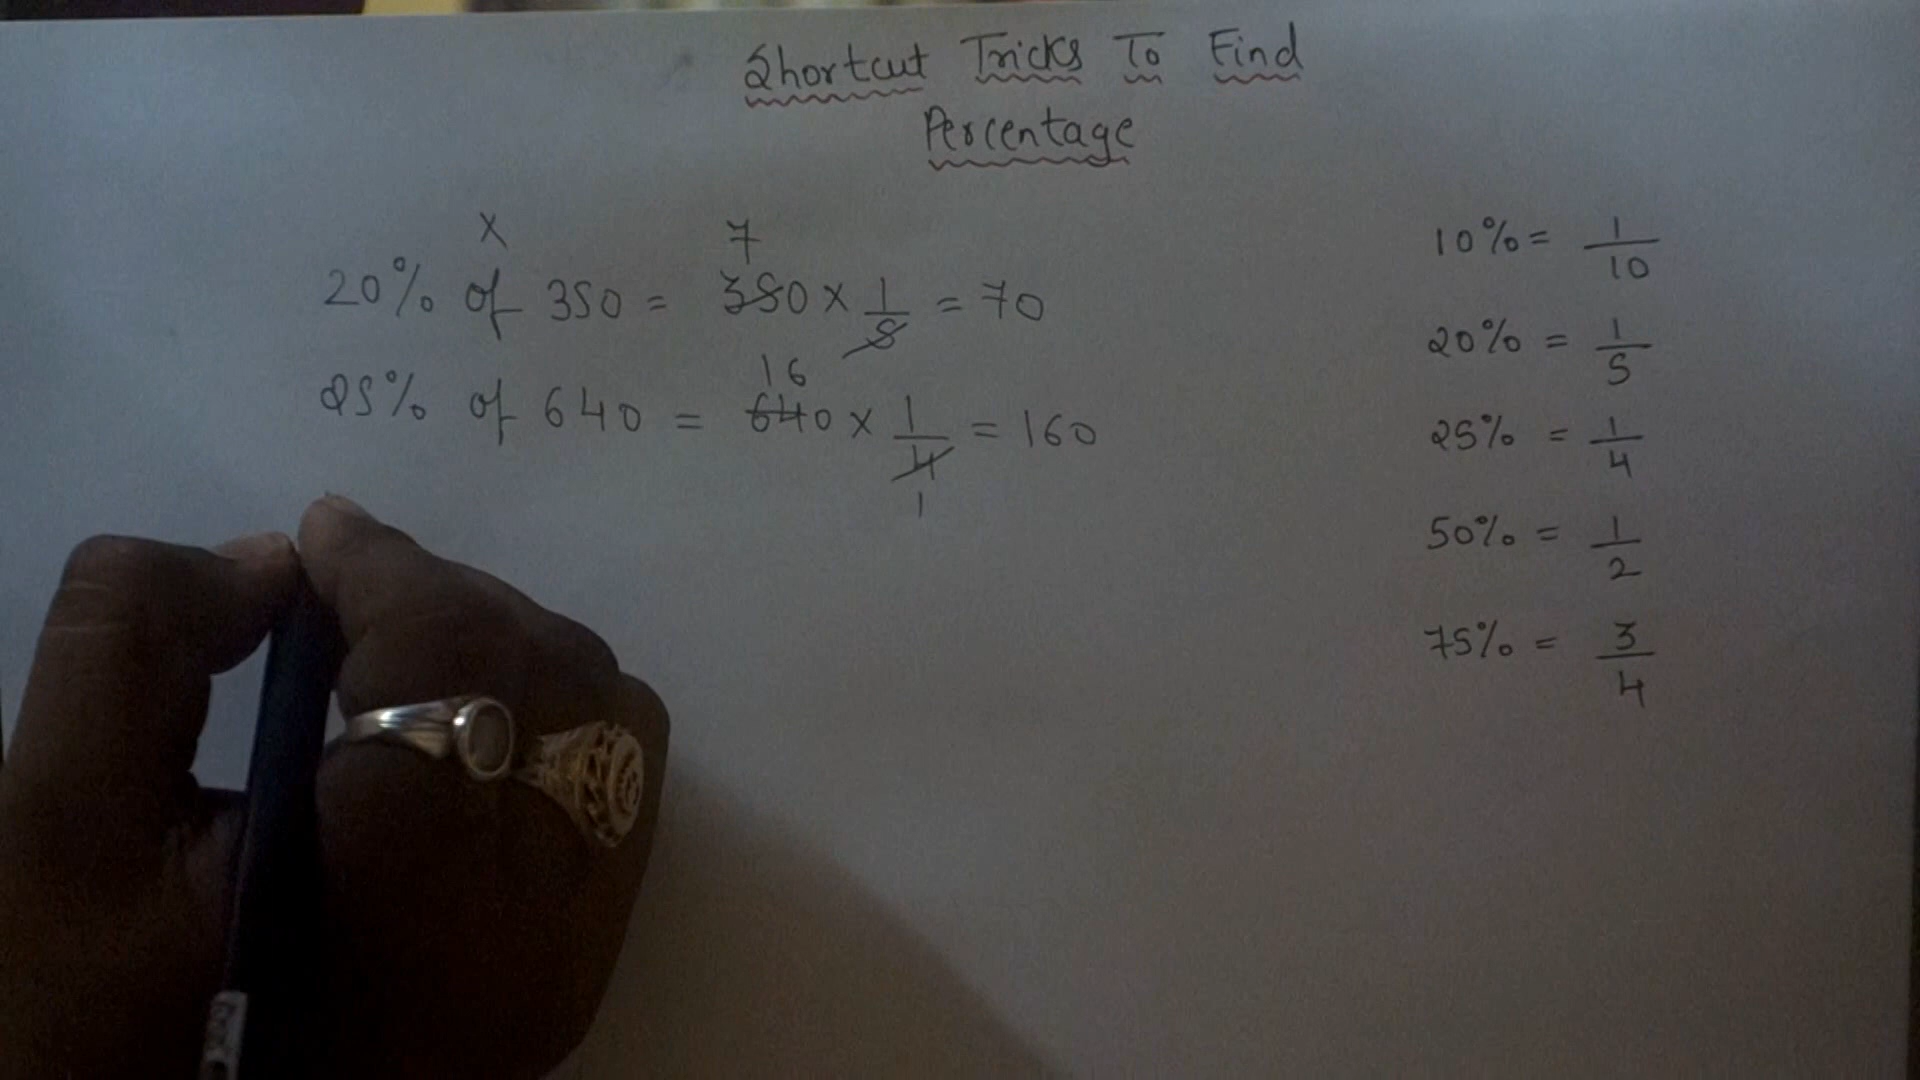 Shortcut Tricks To Find
Percentage
x
7
20% of 350 = 350 x 1/5 = 70
16
25% of 640 = 640 x 1/4 = 160
1
10% = 1/10
20% = 1/5
25% = 1/4
50% = 1/2
75% = 3/4